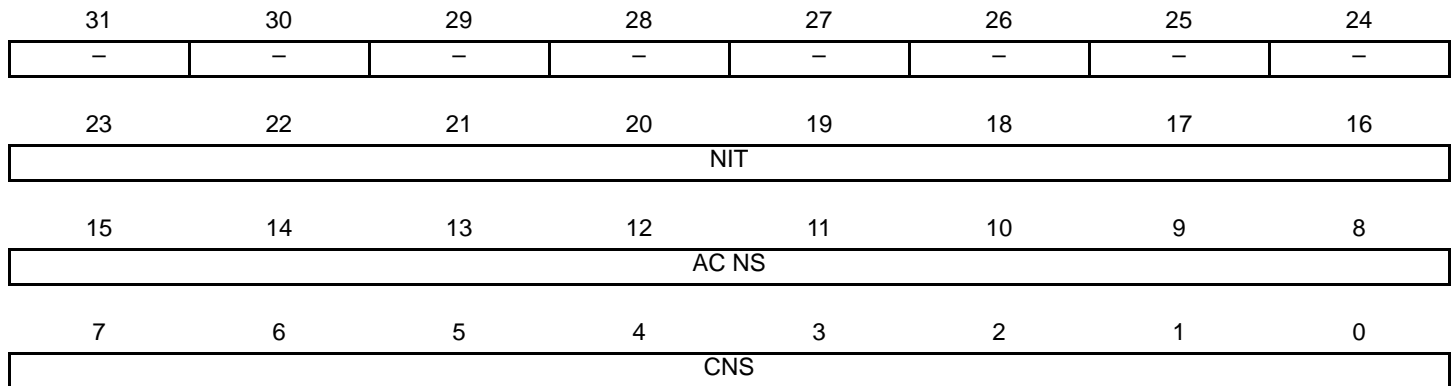 31 30 29 28 27 26 25 24
– – – – – – – –
23 22 21 20 19 18 17 16
NIT
15 14 13 12 11 10 9 8
AC NS
7 6 5 4 3 2 1 0
CNS